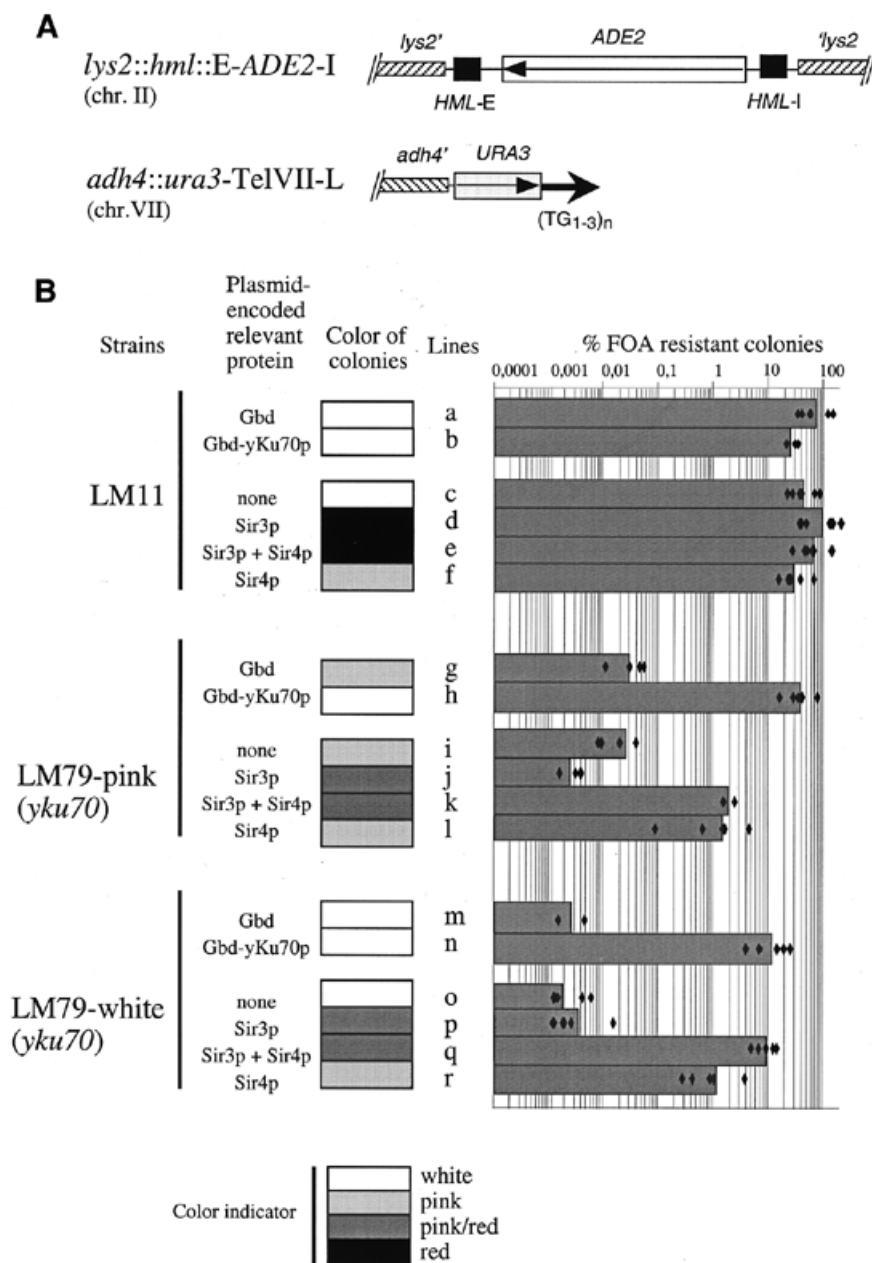 A
lys2::hml::E-ADE2-I
(chr. II)
lys2' ADE2 'lys2
HML-E HML-I
adh4::ura3-TelVII-L
(chr.VII)
adh4' URA3
(TG1-3)n
B
Strains
Plasmid-
encoded
relevant
protein
Color of
colonies
Lines
% FOA resistant colonies
0,0001 0,001 0,01 0,1 1 10 100
LM11
Gbd a
Gbd-yKu70p b
none c
Sir3p d
Sir3p + Sir4p e
Sir4p f
LM79-pink
(yku70)
Gbd g
Gbd-yKu70p h
none i
Sir3p j
Sir3p + Sir4p k
Sir4p l
LM79-white
(yku70)
Gbd m
Gbd-yKu70p n
none o
Sir3p p
Sir3p + Sir4p q
Sir4p r
Color indicator
white
pink
pink/red
red